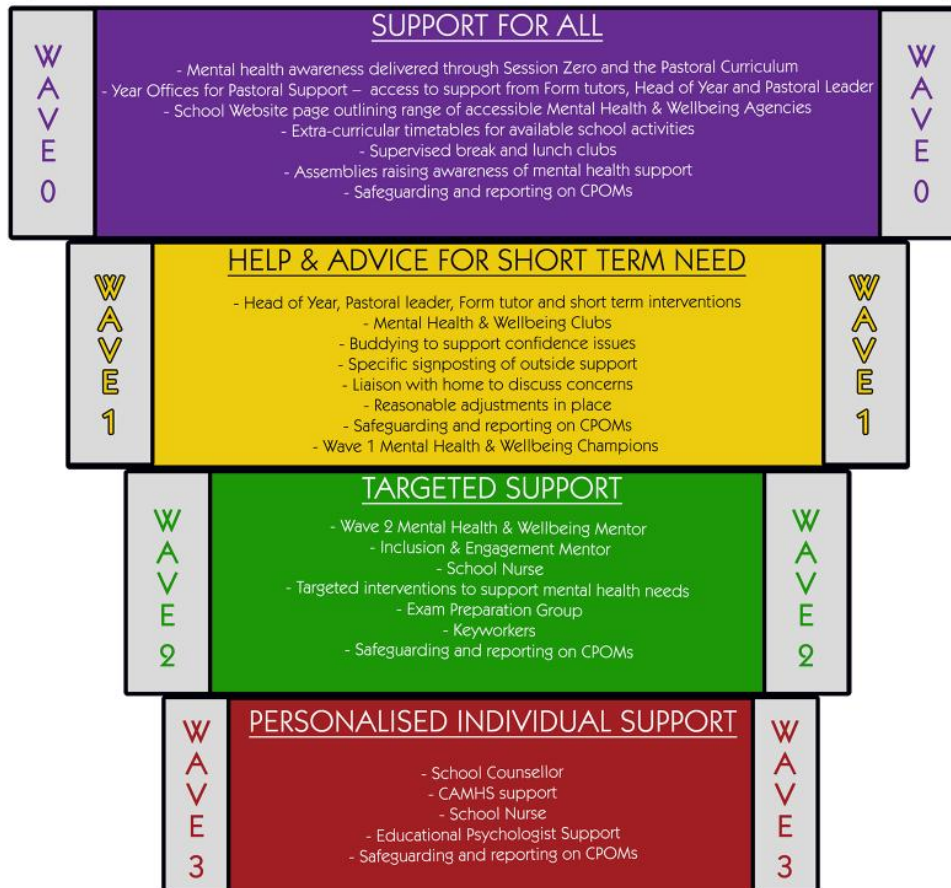 SUPPORT FOR ALL
WAVE 0
- Mental health awareness delivered through Session Zero and the Pastoral Curriculum
- Year Offices for Pastoral Support – access to support from Form tutors, Head of Year and Pastoral Leader
- School Website page outlining range of accessible Mental Health & Wellbeing Agencies
- Extra-curricular timetables for available school activities
- Supervised break and lunch clubs
- Assemblies raising awareness of mental health support
- Safeguarding and reporting on CPOMs
WAVE 0
HELP & ADVICE FOR SHORT TERM NEED
WAVE 1
- Head of Year, Pastoral leader, Form tutor and short term interventions
- Mental Health & Wellbeing Clubs
- Buddying to support confidence issues
- Specific signposting of outside support
- Liaison with home to discuss concerns
- Reasonable adjustments in place
- Safeguarding and reporting on CPOMs
- Wave 1 Mental Health & Wellbeing Champions
WAVE 1
TARGETED SUPPORT
WAVE 2
- Wave 2 Mental Health & Wellbeing Mentor
- Inclusion & Engagement Mentor
- School Nurse
- Targeted interventions to support mental health needs
- Exam Preparation Group
- Keyworkers
- Safeguarding and reporting on CPOMs
WAVE 2
PERSONALISED INDIVIDUAL SUPPORT
WAVE 3
- School Counsellor
- CAMHS support
- School Nurse
- Educational Psychologist Support
- Safeguarding and reporting on CPOMs
WAVE 3